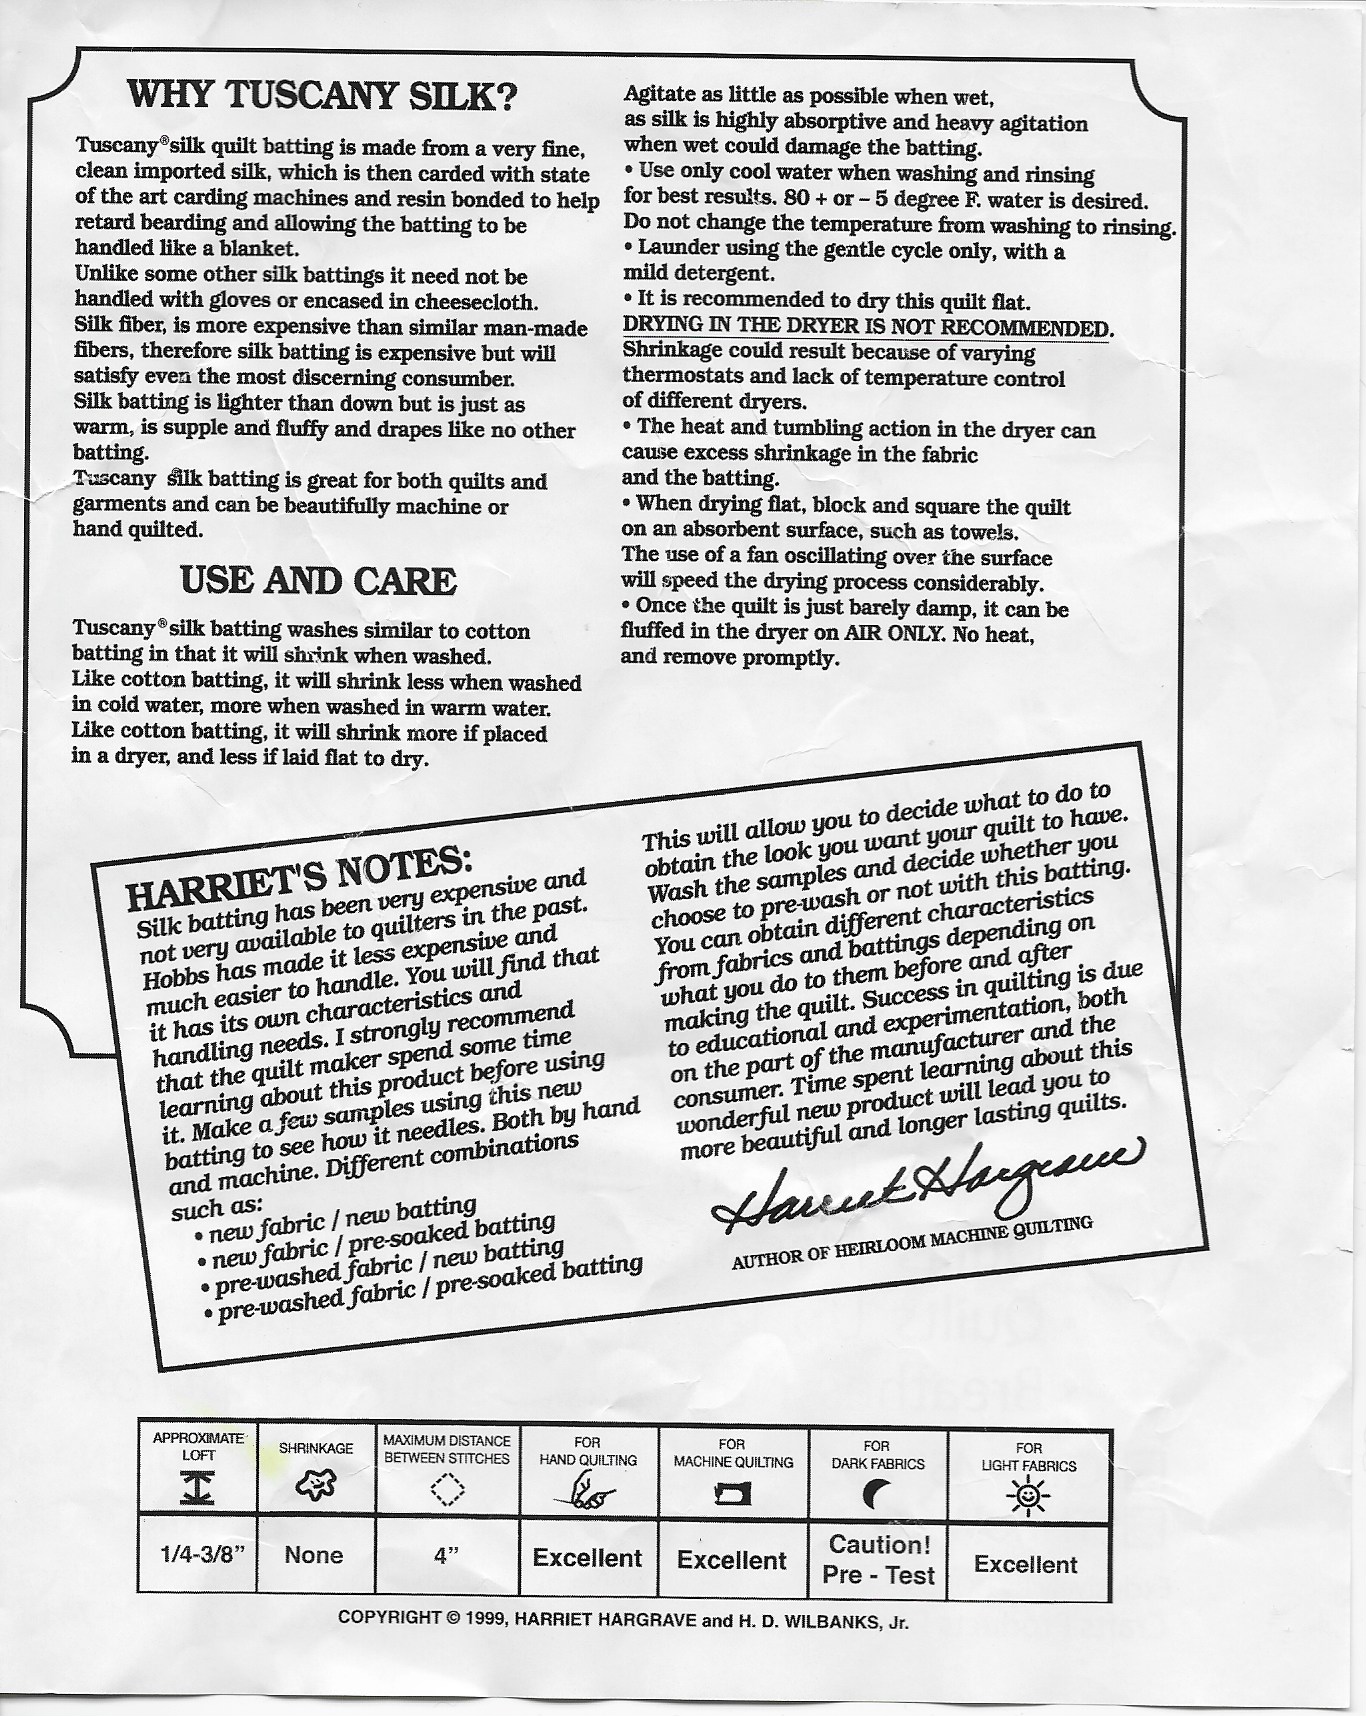 WHY TUSCANY SILK?
Tuscany® silk quilt batting is made from a very fine,
clean imported silk, which is then carded with state
of the art carding machines and resin bonded to help
retard bearding and allowing the batting to be
handled like a blanket.
Unlike some other silk battings it need not be
handled with gloves or encased in cheesecloth.
Silk fiber, is more expensive than similar man-made
fibers, therefore silk batting is expensive but will
satisfy even the most discerning consumber.
Silk batting is lighter than down but is just as
warm, is supple and fluffy and drapes like no other
batting.
Tuscany silk batting is great for both quilts and
garments and can be beautifully machine or
hand quilted.
USE AND CARE
Tuscany® silk batting washes similar to cotton
batting in that it will shrink when washed.
Like cotton batting, it will shrink less when washed
in cold water, more when washed in warm water.
Like cotton batting, it will shrink more if placed
in a dryer, and less if laid flat to dry.
Agitate as little as possible when wet,
as silk is highly absorptive and heavy agitation
when wet could damage the batting.
• Use only cool water when washing and rinsing
for best results. 80 + or – 5 degree F. water is desired.
Do not change the temperature from washing to rinsing.
• Launder using the gentle cycle only, with a
mild detergent.
• It is recommended to dry this quilt flat.
DRYING IN THE DRYER IS NOT RECOMMENDED.
Shrinkage could result because of varying
thermostats and lack of temperature control
of different dryers.
• The heat and tumbling action in the dryer can
cause excess shrinkage in the fabric
and the batting.
• When drying flat, block and square the quilt
on an absorbent surface, such as towels.
The use of a fan oscillating over the surface
will speed the drying process considerably.
• Once the quilt is just barely damp, it can be
fluffed in the dryer on AIR ONLY. No heat,
and remove promptly.
HARRIET'S NOTES:
Silk batting has been very expensive and
not very available to quilters in the past.
Hobbs has made it less expensive and
much easier to handle. You will find that
it has its own characteristics and
handling needs. I strongly recommend
that the quilt maker spend some time
learning about this product before using
it. Make a few samples using this new
batting to see how it needles. Both by hand
and machine. Different combinations
such as:
• new fabric / new batting
• new fabric / pre-soaked batting
• pre-washed fabric / new batting
• pre-washed fabric / pre-soaked batting
This will allow you to decide what to do to
obtain the look you want your quilt to have.
Wash the samples and decide whether you
choose to pre-wash or not with this batting.
You can obtain different characteristics
from fabrics and battings depending on
what you do to them before and after
making the quilt. Success in quilting is due
to educational and experimentation, both
on the part of the manufacturer and the
consumer. Time spent learning about this
wonderful new product will lead you to
more beautiful and longer lasting quilts.
Harriet Hargrave
AUTHOR OF HEIRLOOM MACHINE QUILTING
APPROXIMATE
LOFT
SHRINKAGE
MAXIMUM DISTANCE
BETWEEN STITCHES
FOR
HAND QUILTING
FOR
MACHINE QUILTING
FOR
DARK FABRICS
FOR
LIGHT FABRICS
1/4-3/8”
None
4”
Excellent
Excellent
Caution!
Pre - Test
Excellent
COPYRIGHT © 1999, HARRIET HARGRAVE and H. D. WILBANKS, Jr.